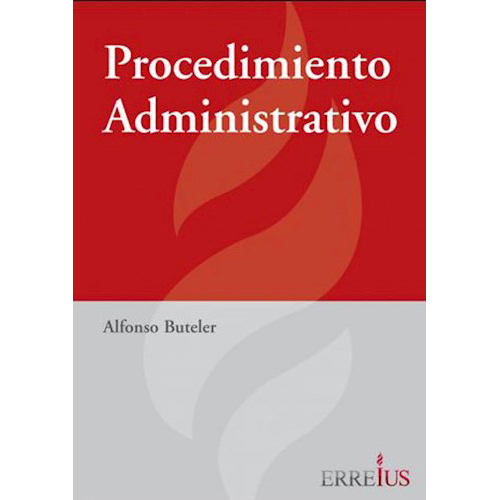 Procedimiento
Administrativo
Alfonso Buteler
ERREIUS